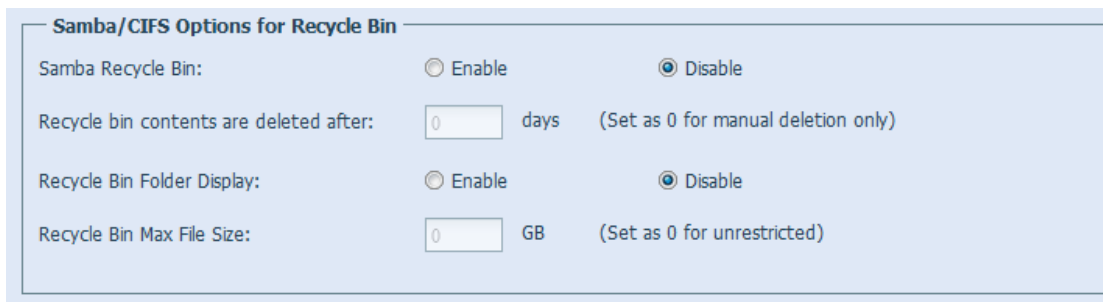 Samba/CIFS Options for Recycle Bin
Samba Recycle Bin: Enable Disable
Recycle bin contents are deleted after: 0 days (Set as 0 for manual deletion only)
Recycle Bin Folder Display: Enable Disable
Recycle Bin Max File Size: 0 GB (Set as 0 for unrestricted)